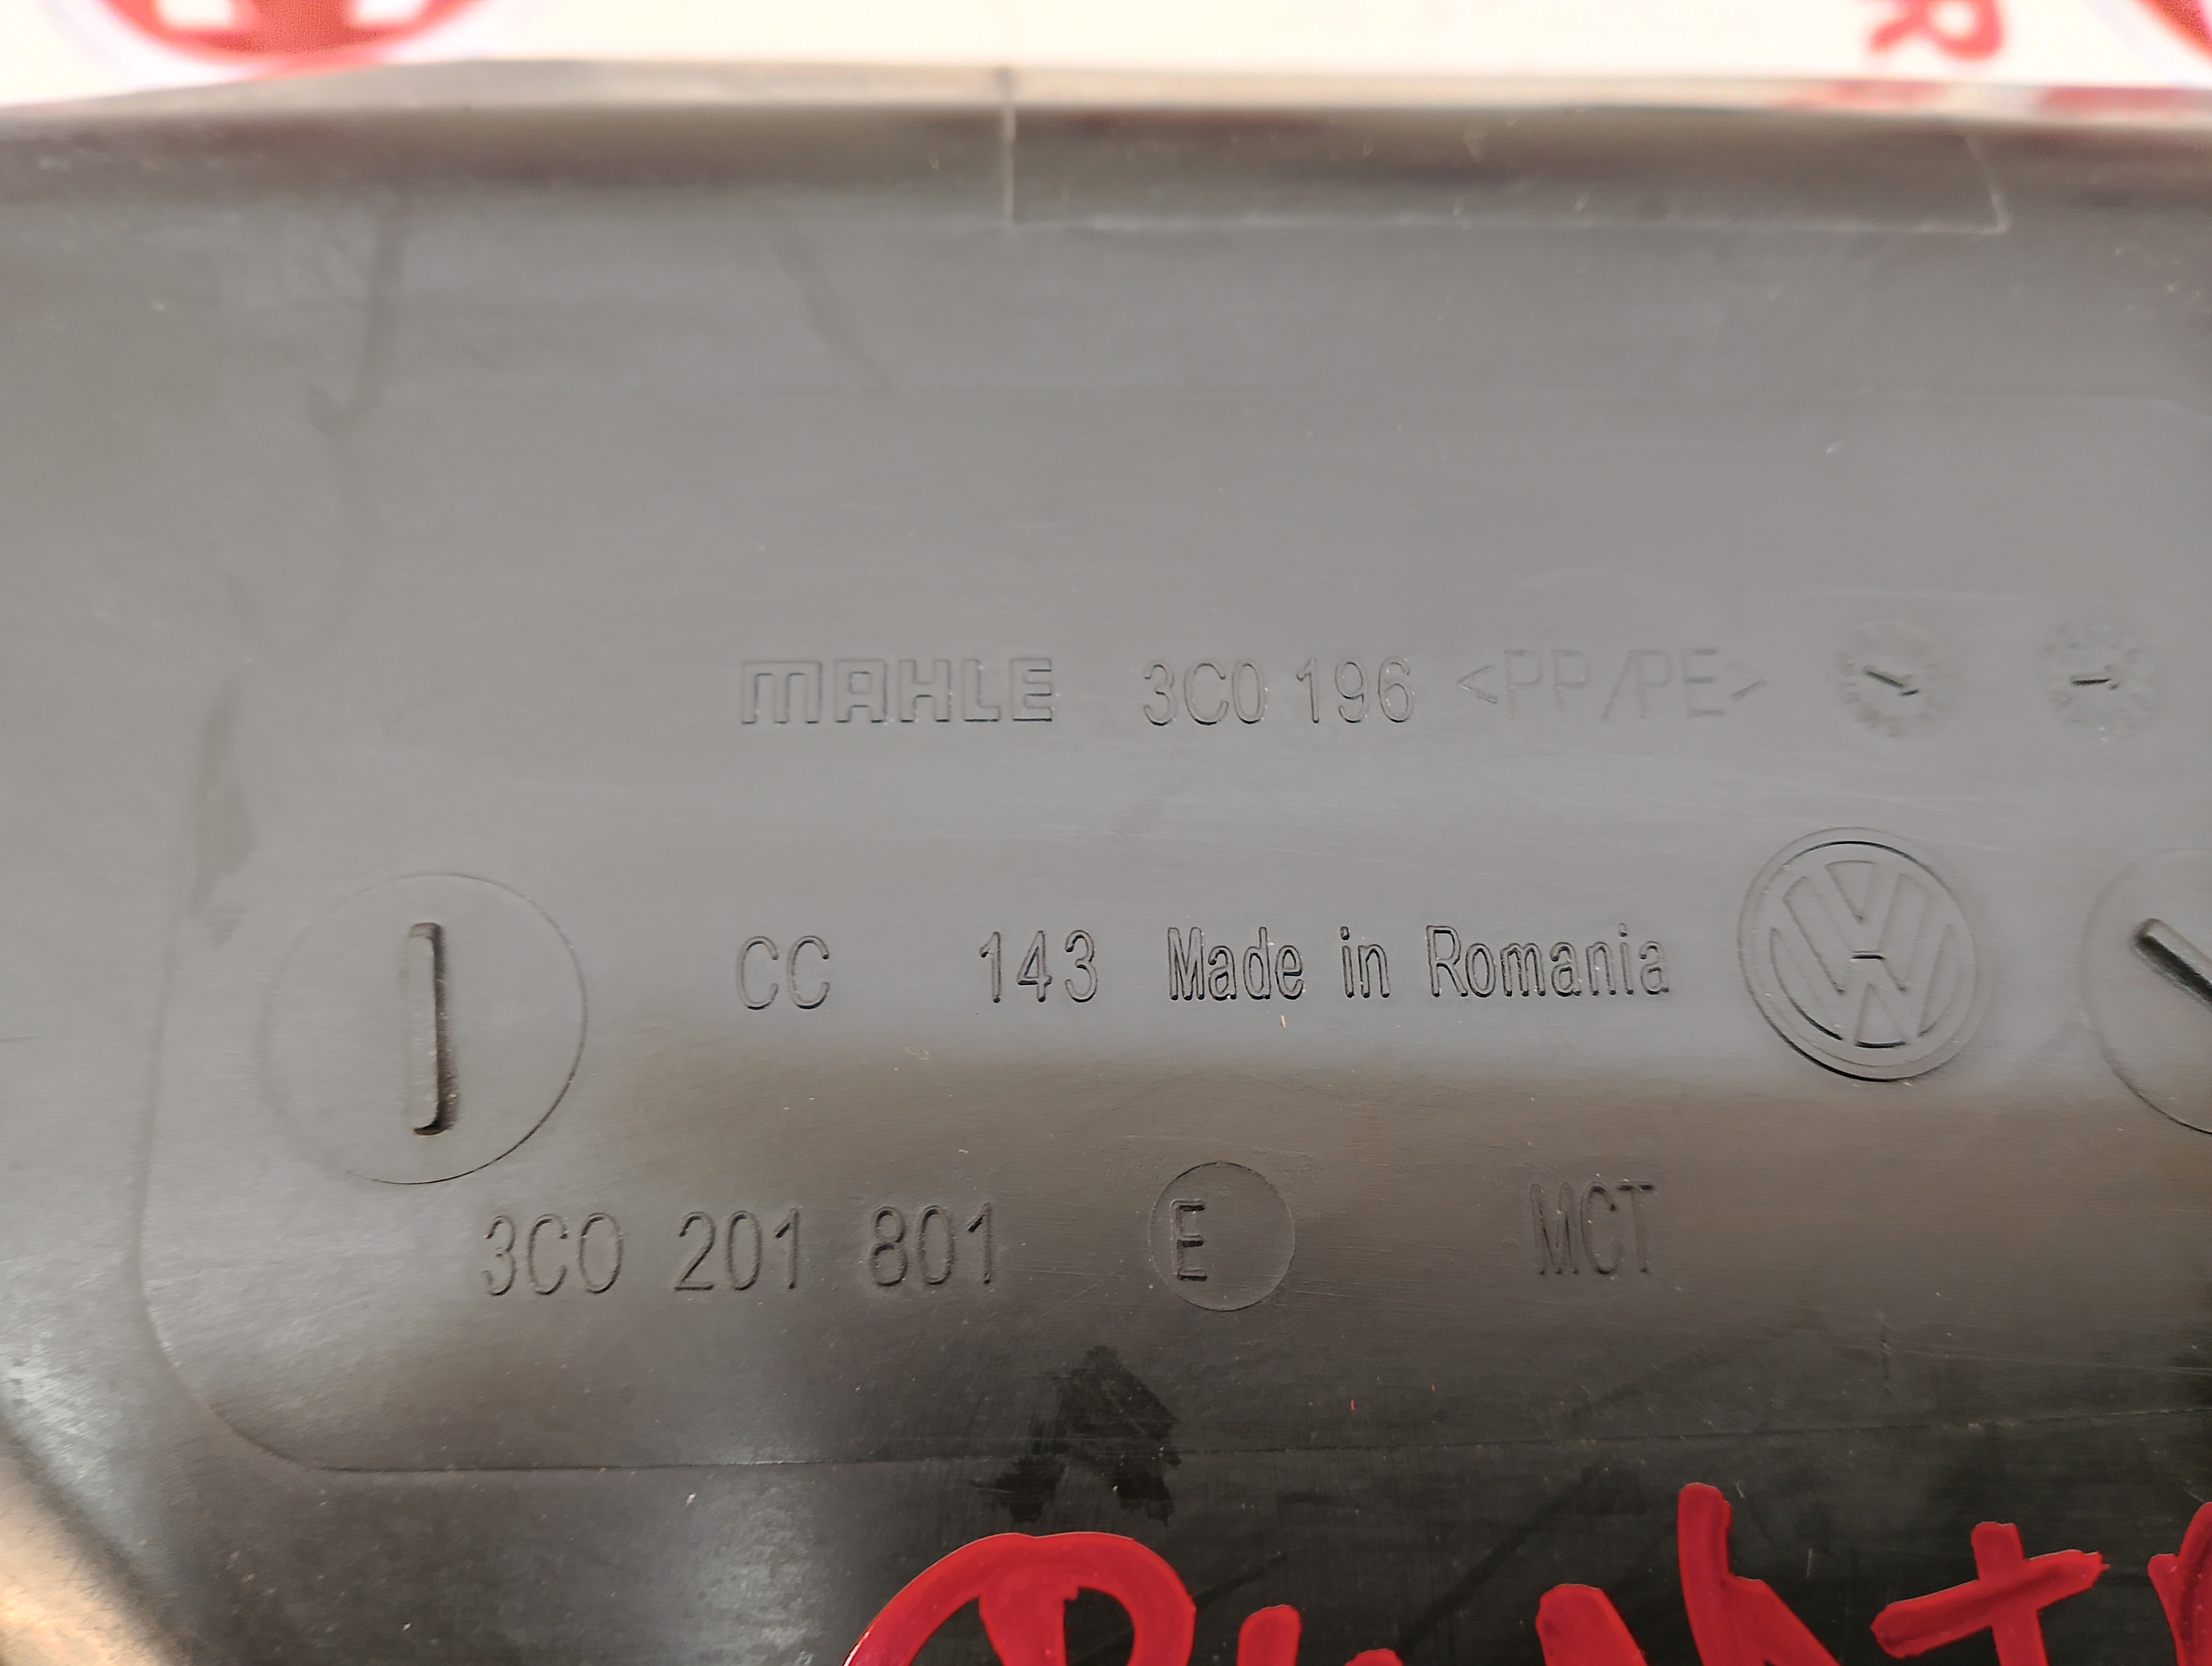 R
MAHLE 3C0 196 <PP/PE>
CC 143 Made in Romania
3C0 201 801 E MCT